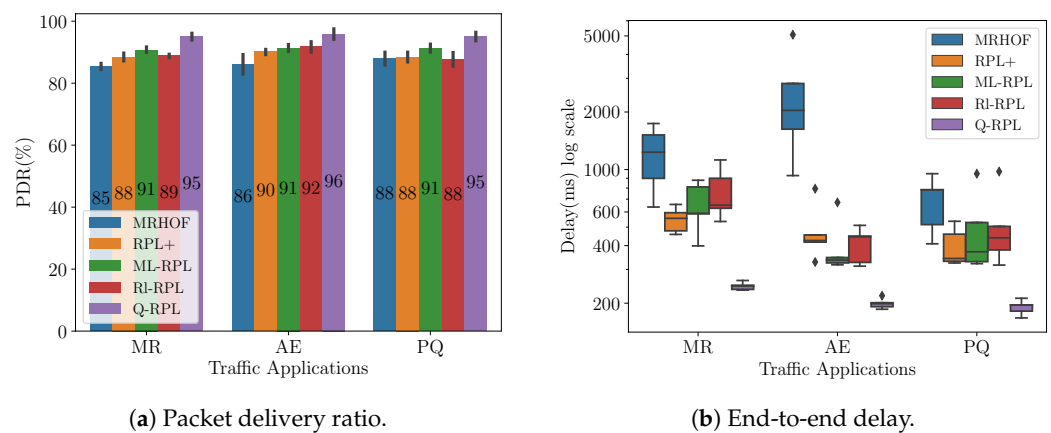 100
80
60
40
20
0
PDR(%)
85
88
91
89
95
86
90
91
92
96
88
88
91
88
95
MRHOF
RPL+
ML-RPL
Rl-RPL
Q-RPL
MR AE PQ
Traffic Applications
(a) Packet delivery ratio.
5000
2000
1000
600
400
200
Delay(ms) log scale
MRHOF
RPL+
ML-RPL
Rl-RPL
Q-RPL
MR AE PQ
Traffic Applications
(b) End-to-end delay.